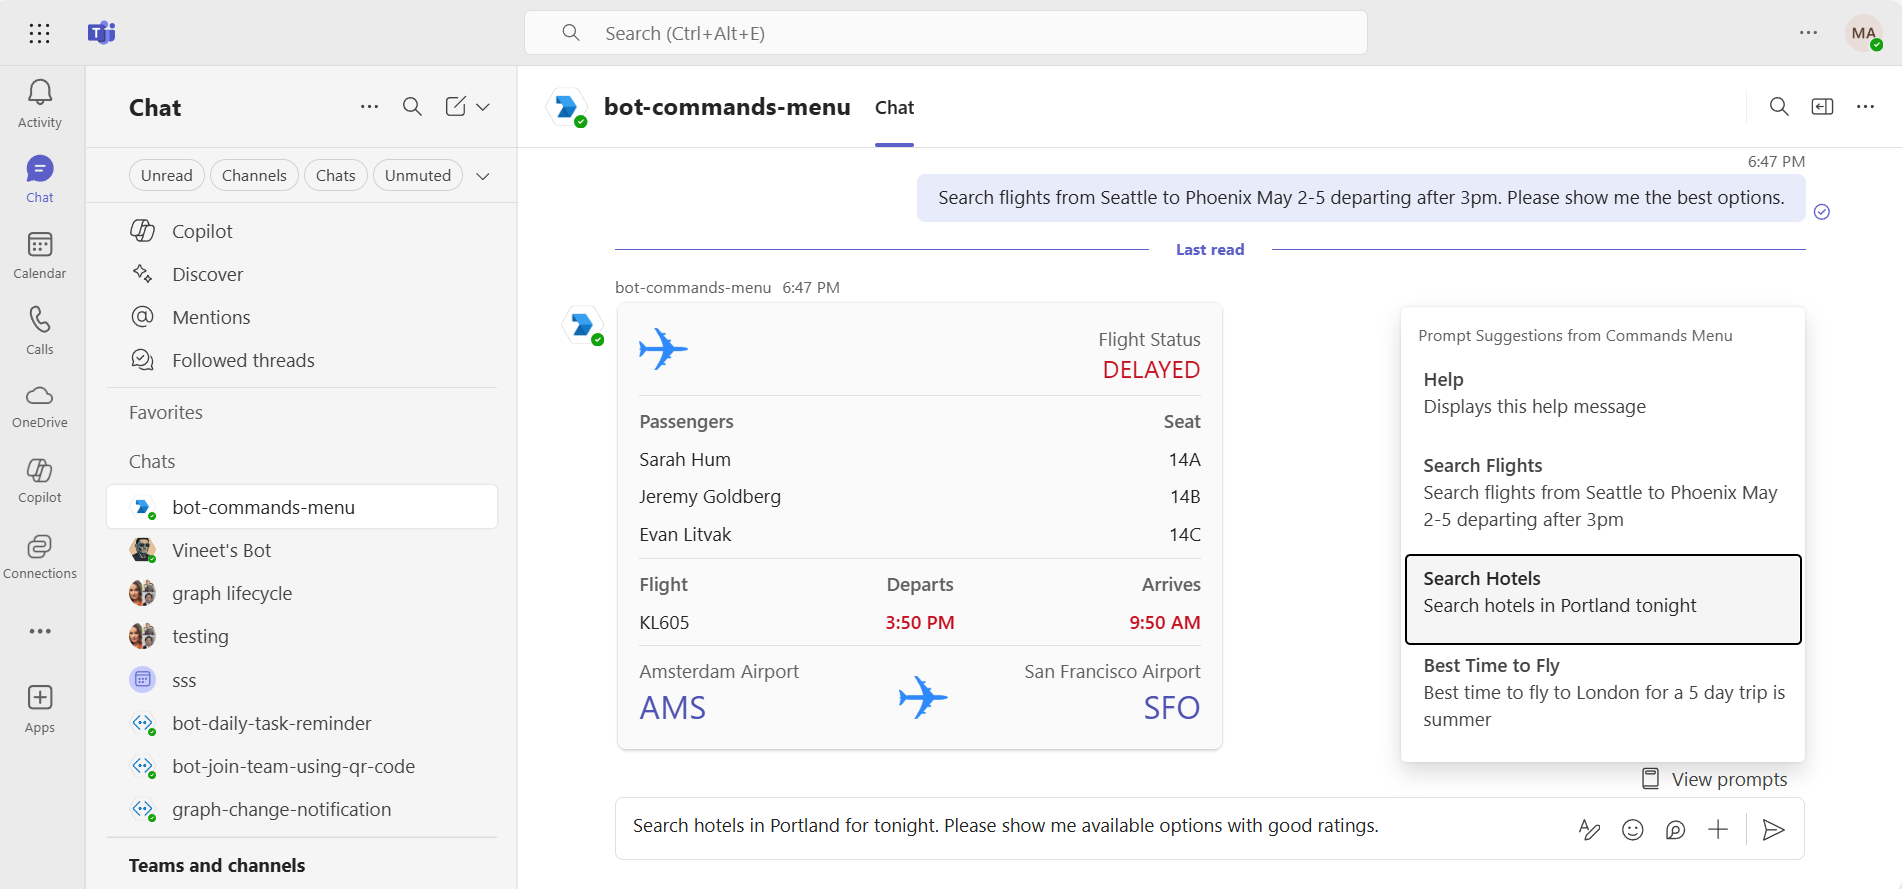 Search (Ctrl+Alt+E)
MA
Activity
Chat
Calendar
Calls
OneDrive
Copilot
Connections
Apps
Chat
Unread
Channels
Chats
Unmuted
Copilot
Discover
Mentions
Followed threads
Favorites
Chats
bot-commands-menu
Vineet's Bot
graph lifecycle
testing
sss
bot-daily-task-reminder
bot-join-team-using-qr-code
graph-change-notification
Teams and channels
bot-commands-menu Chat
6:47 PM
Search flights from Seattle to Phoenix May 2-5 departing after 3pm. Please show me the best options.
Last read
bot-commands-menu 6:47 PM
Flight Status
DELAYED
Passengers Seat
Sarah Hum 14A
Jeremy Goldberg 14B
Evan Litvak 14C
Flight Departs Arrives
KL605 3:50 PM 9:50 AM
Amsterdam Airport San Francisco Airport
AMS SFO
Prompt Suggestions from Commands Menu
Help
Displays this help message
Search Flights
Search flights from Seattle to Phoenix May
2-5 departing after 3pm
Search Hotels
Search hotels in Portland tonight
Best Time to Fly
Best time to fly to London for a 5 day trip is
summer
View prompts
Search hotels in Portland for tonight. Please show me available options with good ratings.